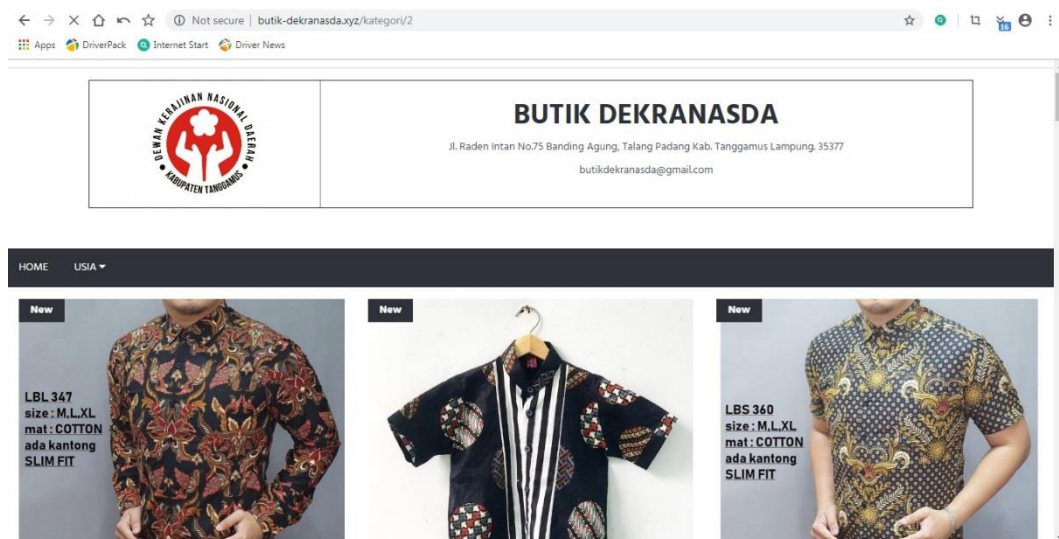 Not secure | butik-dekranasda.xyz/kategori/2
Apps DriverPack Internet Start Driver News
16
DEWAN KERAJINAN NASIONAL DAERAH
• KABUPATEN TANGGAMUS •
BUTIK DEKRANASDA
Jl. Raden Intan No.75 Banding Agung, Talang Padang Kab. Tanggamus Lampung. 35377
butikdekranasda@gmail.com
HOME USIA
New
LBL 347
size : M,L,XL
mat : COTTON
ada kantong
SLIM FIT
New
New
LBS 360
size : M,L,XL
mat : COTTON
ada kantong
SLIM FIT